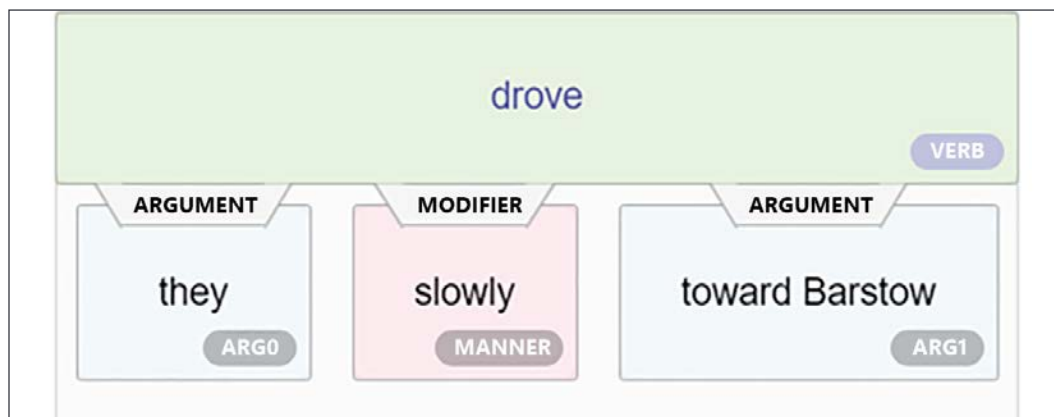 drove
VERB
ARGUMENT MODIFIER ARGUMENT
they slowly toward Barstow
ARG0 MANNER ARG1